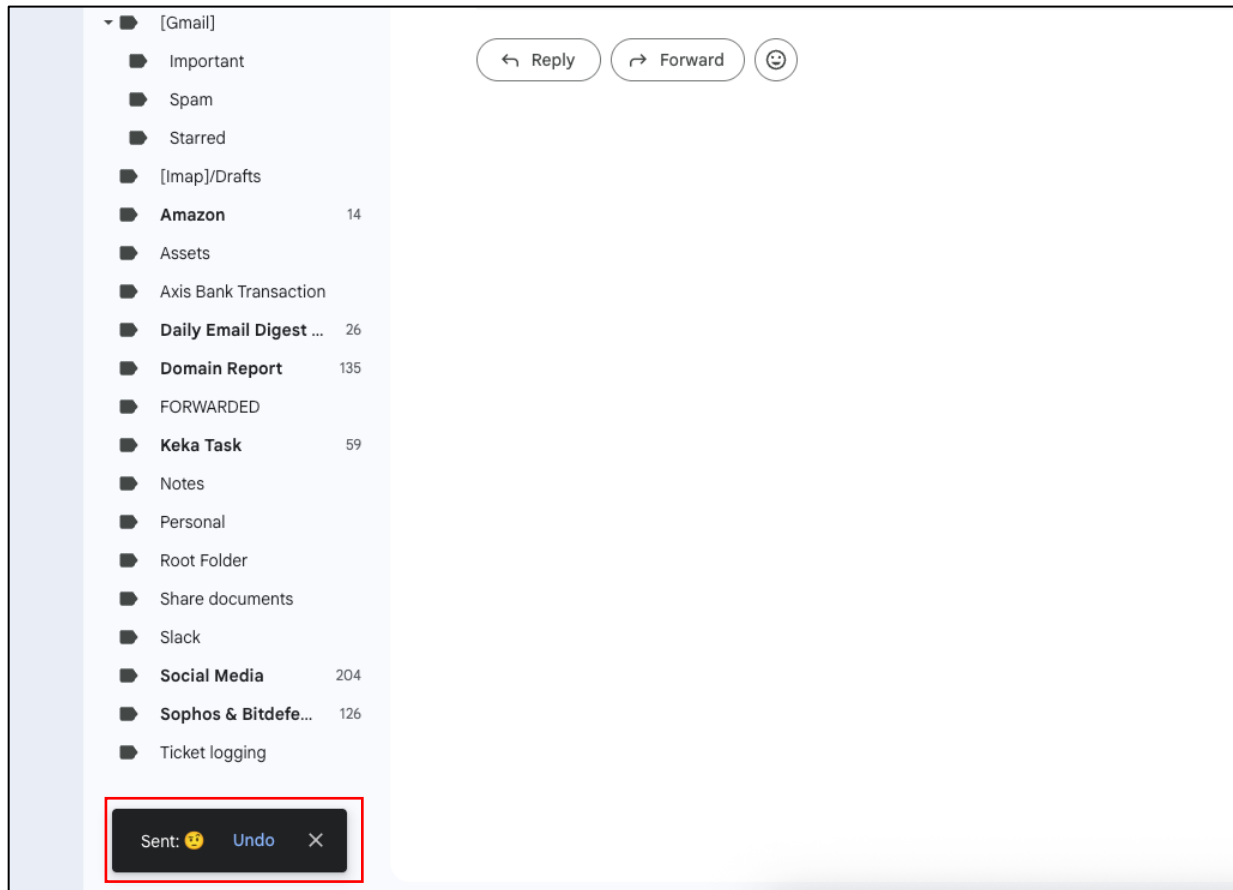 [Gmail]
Important
Spam
Starred
[Imap]/Drafts
Amazon 14
Assets
Axis Bank Transaction
Daily Email Digest ... 26
Domain Report 135
FORWARDED
Keka Task 59
Notes
Personal
Root Folder
Share documents
Slack
Social Media 204
Sophos & Bitdefe... 126
Ticket logging
Sent: 🤨 Undo ×
Reply Forward